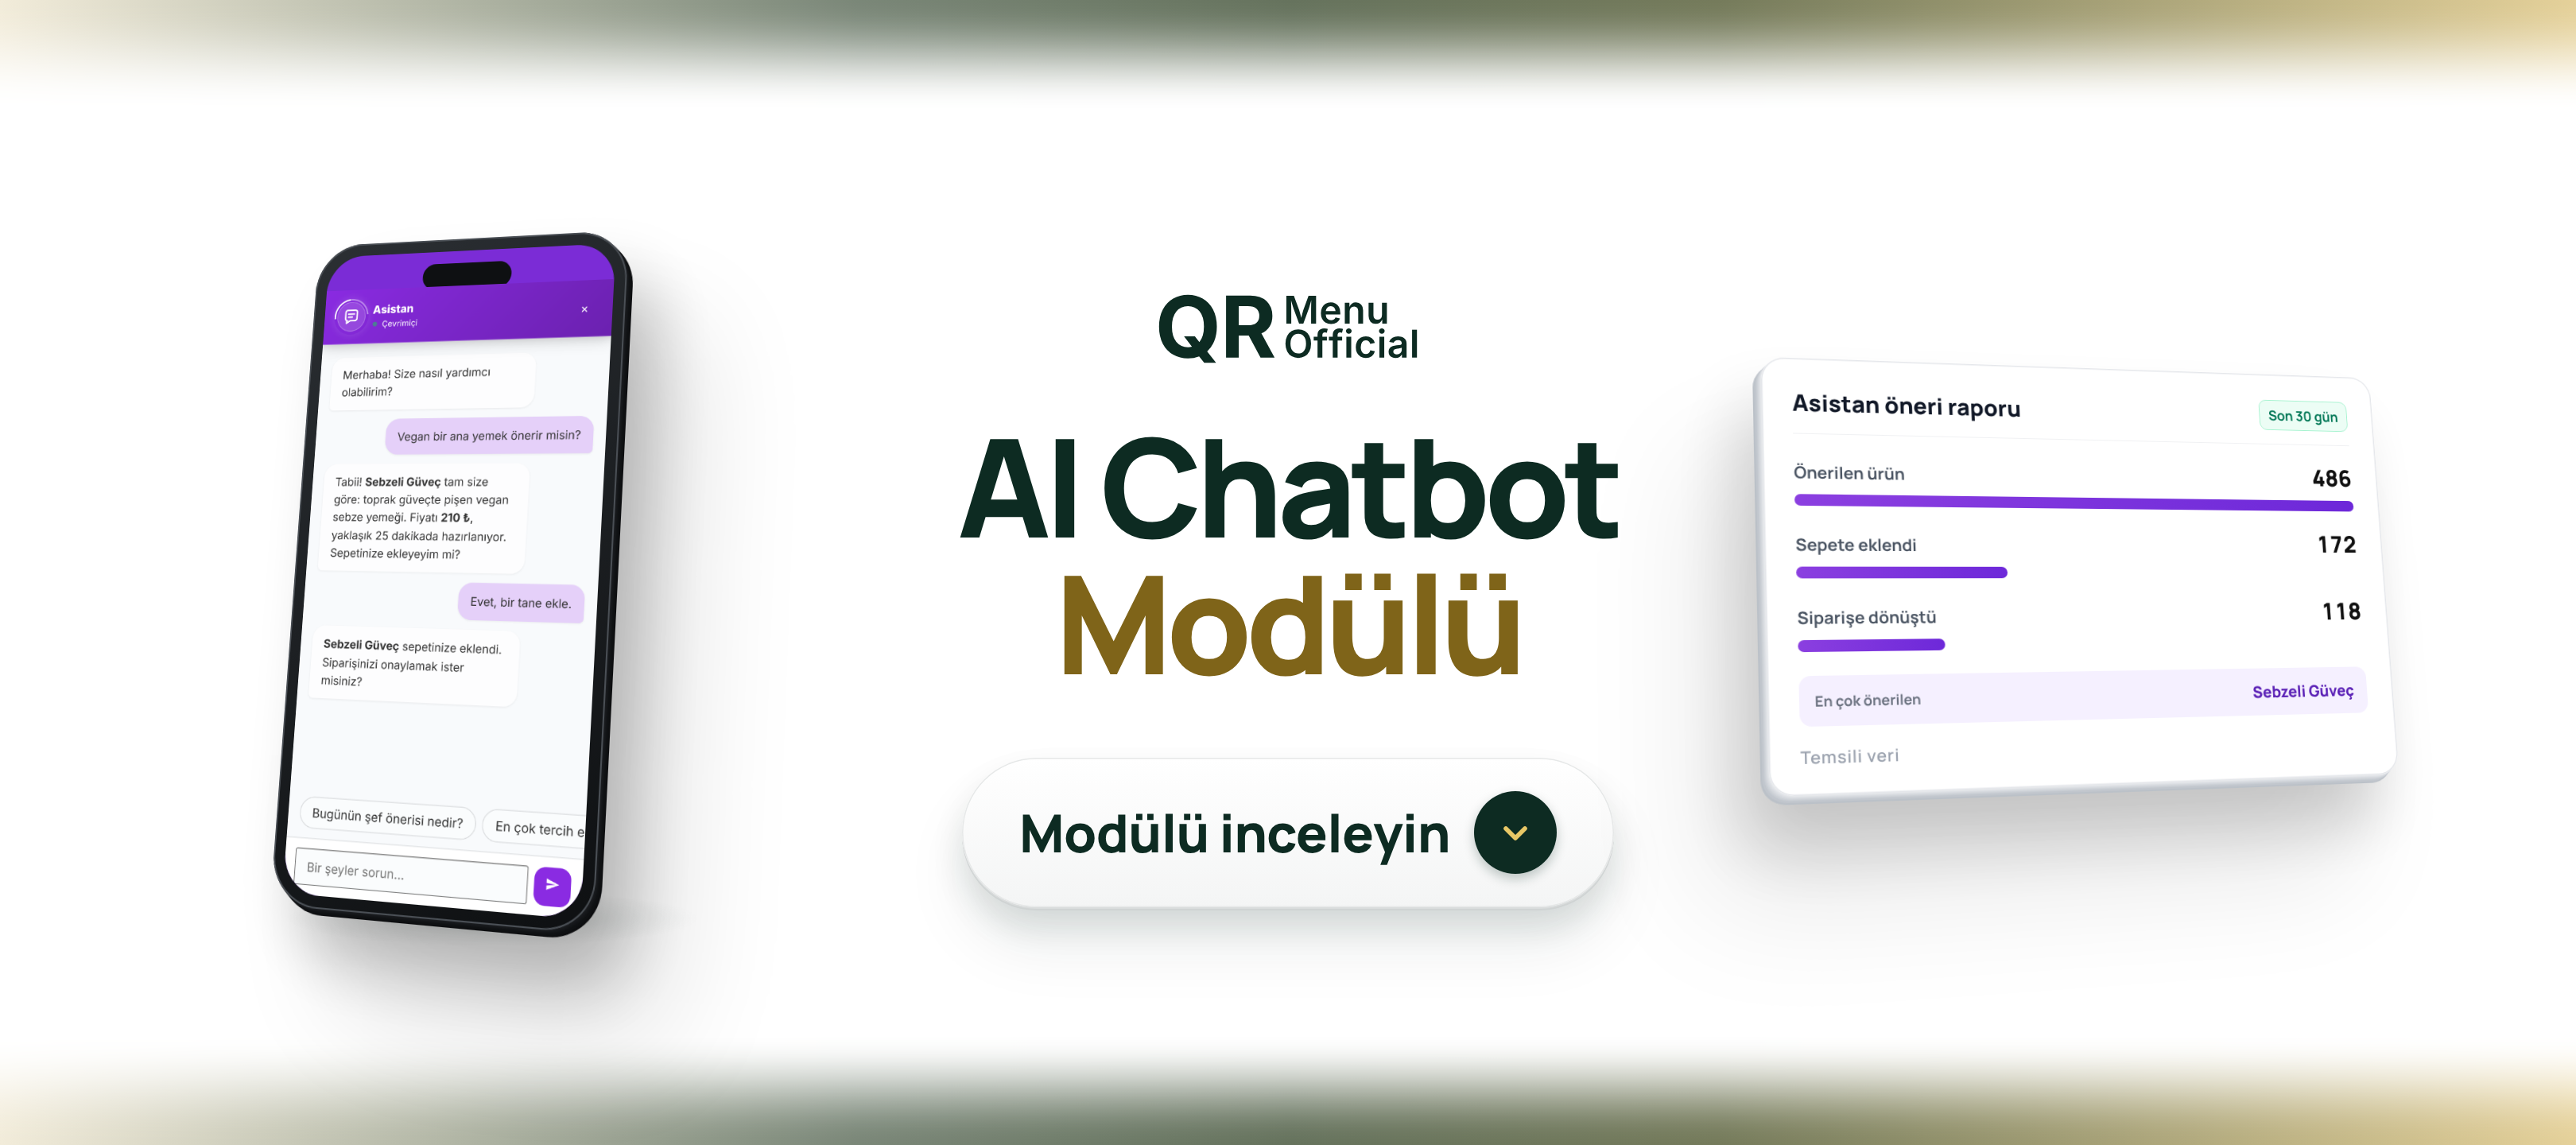 Asistan
Çevrimiçi
×
Merhaba! Size nasıl yardımcı
olabilirim?
Vegan bir ana yemek önerir misin?
Tabii! Sebzeli Güveç tam size
göre: toprak güveçte pişen vegan
sebze yemeği. Fiyatı 210 ₺,
yaklaşık 25 dakikada hazırlanıyor.
Sepetinize ekleyeyim mi?
Evet, bir tane ekle.
Sebzeli Güveç sepetinize eklendi.
Siparişinizi onaylamak ister
misiniz?
Bugünün şef önerisi nedir?
En çok tercih e
Bir şeyler sorun...
QR Menu
Official
AI Chatbot
Modülü
Modülü inceleyin
Asistan öneri raporu
Son 30 gün
Önerilen ürün 486
Sepete eklendi 172
Siparişe dönüştü 118
En çok önerilen Sebzeli Güveç
Temsili veri